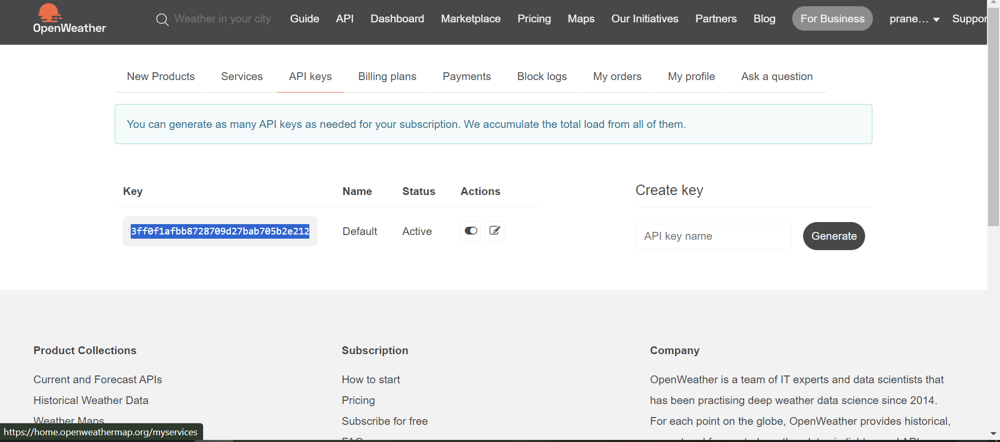 OpenWeather
Weather in your city
Guide
API
Dashboard
Marketplace
Pricing
Maps
Our Initiatives
Partners
Blog
For Business
prane...
Suppor
New Products
Services
API keys
Billing plans
Payments
Block logs
My orders
My profile
Ask a question
You can generate as many API keys as needed for your subscription. We accumulate the total load from all of them.
Key
Name
Status
Actions
3ff0f1afbb8728709d27bab705b2e212
Default
Active
Create key
API key name
Generate
Product Collections
Current and Forecast APIs
Historical Weather Data
Weather Maps
Subscription
How to start
Pricing
Subscribe for free
FAQ
Company
OpenWeather is a team of IT experts and data scientists that
has been practising deep weather data science since 2014.
For each point on the globe, OpenWeather provides historical,
https://home.openweathermap.org/myservices